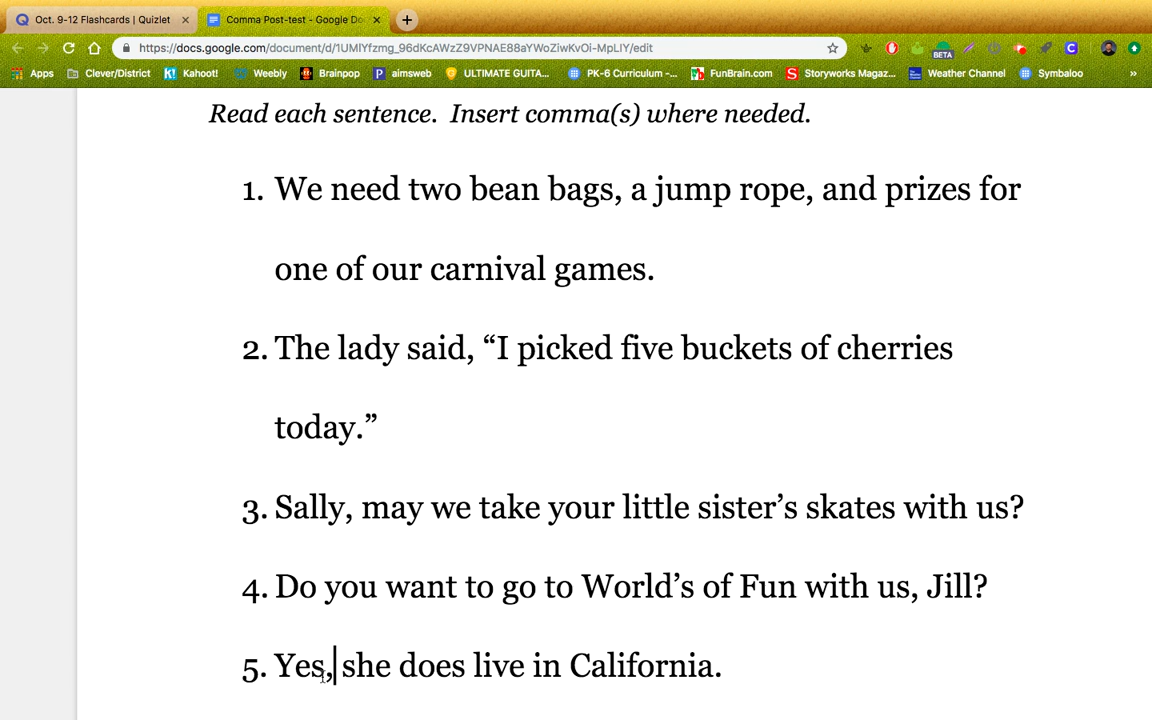 Oct. 9-12 Flashcards | Quizlet
Comma Post-test - Google Do
https://docs.google.com/document/d/1UMlYfzmg_96dKcAWzZ9VPNAE88aYWoZiwKvOi-MpLIY/edit
BETA
Apps Clever/District Kahoot! Weebly Brainpop aimsweb ULTIMATE GUITA... PK-6 Curriculum -... FunBrain.com Storyworks Magaz... Weather Channel Symbaloo »
Read each sentence. Insert comma(s) where needed.
1. We need two bean bags, a jump rope, and prizes for
one of our carnival games.
2. The lady said, “I picked five buckets of cherries
today.”
3. Sally, may we take your little sister’s skates with us?
4. Do you want to go to World’s of Fun with us, Jill?
5. Yes, she does live in California.